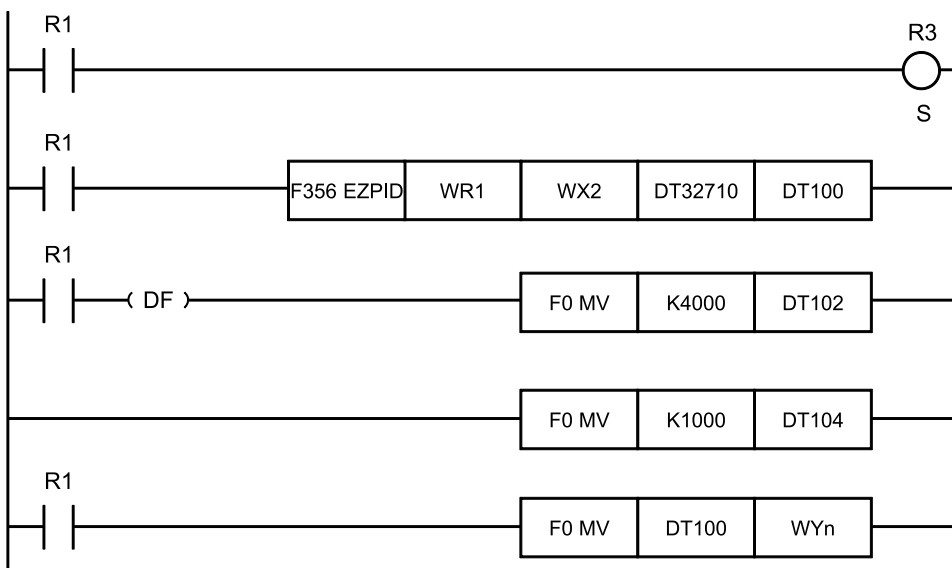 R1
R3
S
R1
F356 EZPID WR1 WX2 DT32710 DT100
R1
( DF )
F0 MV K4000 DT102
F0 MV K1000 DT104
R1
F0 MV DT100 WYn